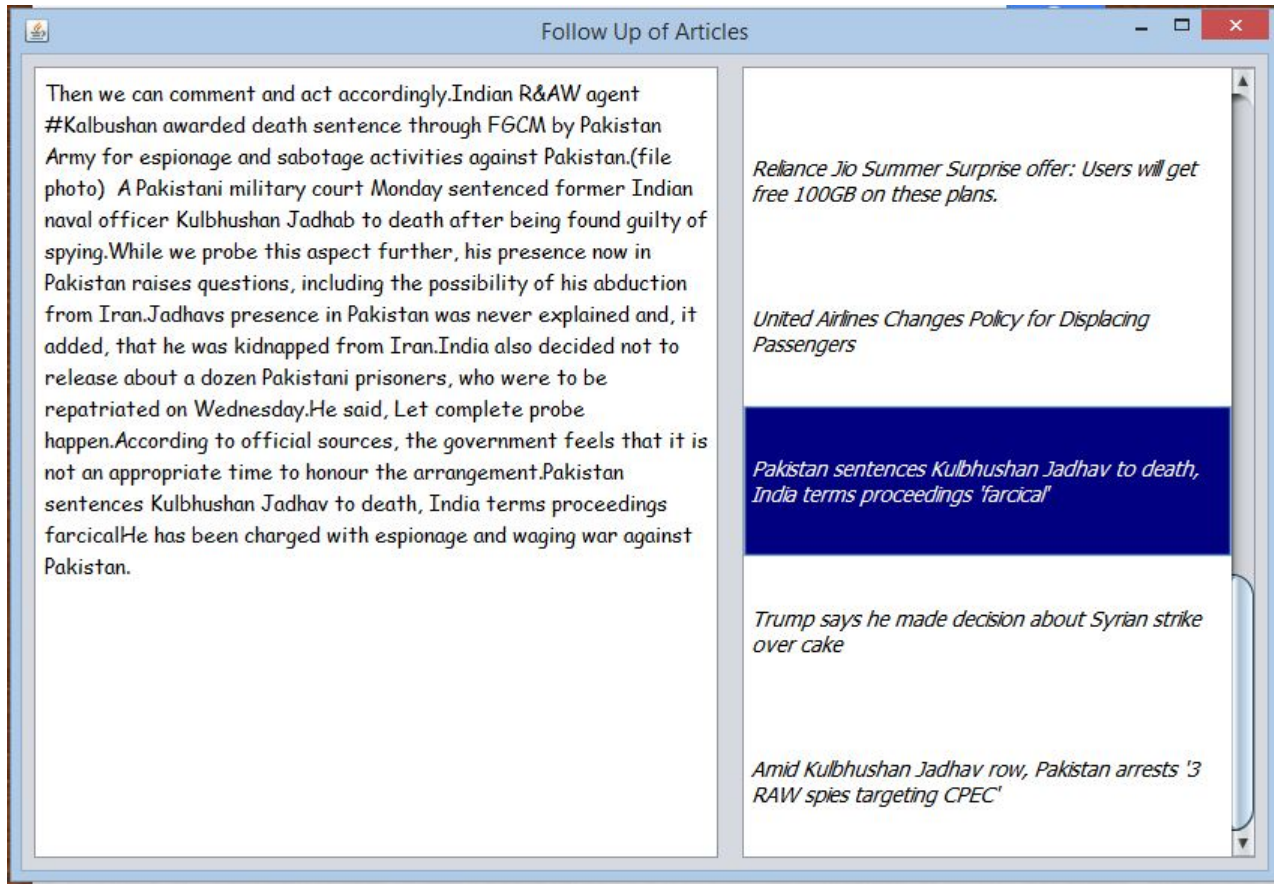 Follow Up of Articles
Then we can comment and act accordingly.Indian R&AW agent
#Kalbushan awarded death sentence through FGCM by Pakistan
Army for espionage and sabotage activities against Pakistan.(file
photo)  A Pakistani military court Monday sentenced former Indian
naval officer Kulbhushan Jadhab to death after being found guilty of
spying.While we probe this aspect further, his presence now in
Pakistan raises questions, including the possibility of his abduction
from Iran.Jadhavs presence in Pakistan was never explained and, it
added, that he was kidnapped from Iran.India also decided not to
release about a dozen Pakistani prisoners, who were to be
repatriated on Wednesday.He said, Let complete probe
happen.According to official sources, the government feels that it is
not an appropriate time to honour the arrangement.Pakistan
sentences Kulbhushan Jadhav to death, India terms proceedings
farcicalHe has been charged with espionage and waging war against
Pakistan.
Reliance Jio Summer Surprise offer: Users will get
free 100GB on these plans.
United Airlines Changes Policy for Displacing
Passengers
Pakistan sentences Kulbhushan Jadhav to death,
India terms proceedings 'farcical'
Trump says he made decision about Syrian strike
over cake
Amid Kulbhushan Jadhav row, Pakistan arrests '3
RAW spies targeting CPEC'